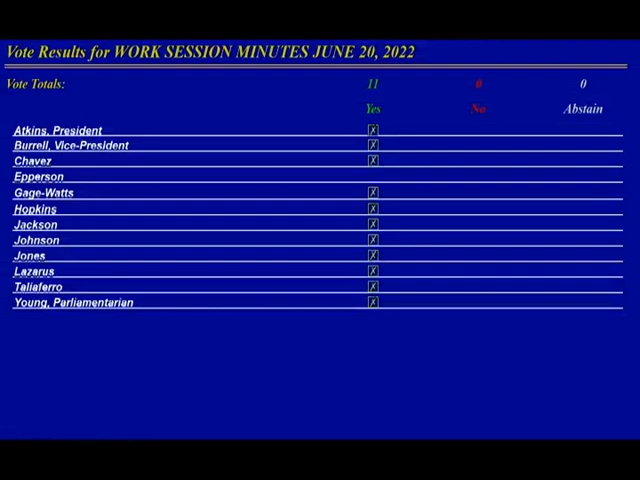 Vote Results for WORK SESSION MINUTES JUNE 20, 2022
Vote Totals: 11 0 0
Yes No Abstain
Atkins, President
Burrell, Vice-President
Chavez
Epperson
Gage-Watts
Hopkins
Jackson
Johnson
Jones
Lazarus
Taliaferro
Young, Parliamentarian